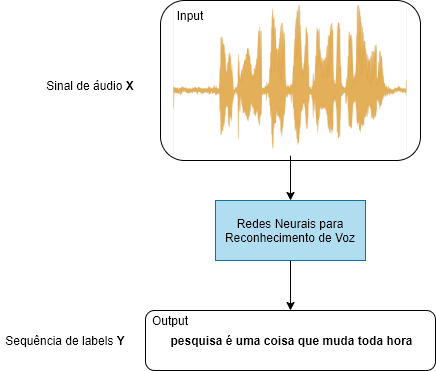 Input
Sinal de áudio X
Redes Neurais para
Reconhecimento de Voz
Output
Sequência de labels Y
pesquisa é uma coisa que muda toda hora